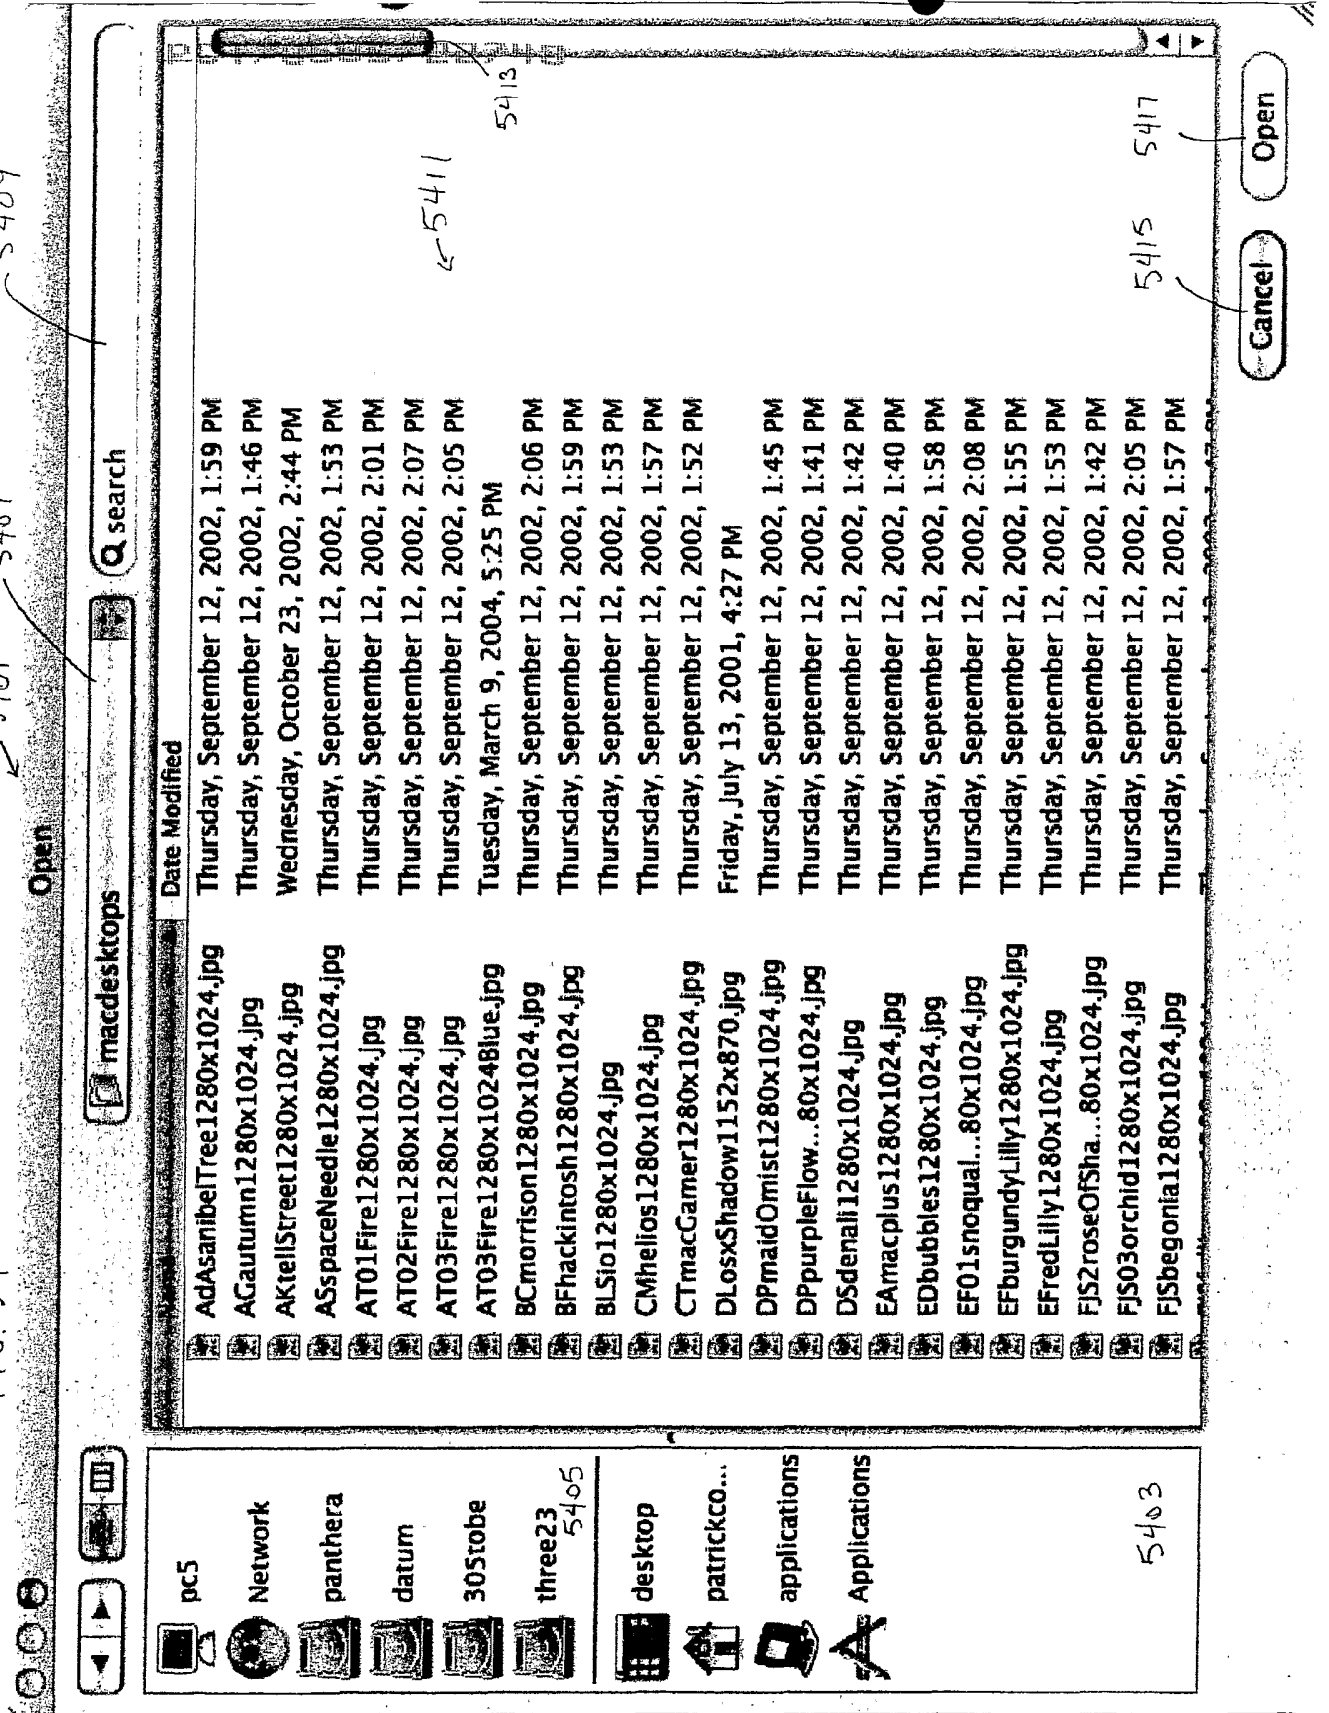 Open
macdesktops
search
5409
Date Modified
pc5
Network
panthera
datum
305tobe
three23
5405
desktop
patrickco...
applications
Applications
5403
AdAsanibelTree1280x1024.jpg Thursday, September 12, 2002, 1:59 PM
AGautumn1280x1024.jpg Thursday, September 12, 2002, 1:46 PM
AKtellStreet1280x1024.jpg Wednesday, October 23, 2002, 2:44 PM
ASspaceNeedle1280x1024.jpg Thursday, September 12, 2002, 1:53 PM
AT01Fire1280x1024.jpg Thursday, September 12, 2002, 2:01 PM
AT02Fire1280x1024.jpg Thursday, September 12, 2002, 2:07 PM
AT03Fire1280x1024.jpg Thursday, September 12, 2002, 2:05 PM
AT03Fire1280x1024Blue.jpg Tuesday, March 9, 2004, 5:25 PM
BCmorrison1280x1024.jpg Thursday, September 12, 2002, 2:06 PM
BFhackintosh1280x1024.jpg Thursday, September 12, 2002, 1:59 PM
BLSio1280x1024.jpg Thursday, September 12, 2002, 1:53 PM
CMhelios1280x1024.jpg Thursday, September 12, 2002, 1:57 PM
CTmacGamer1280x1024.jpg Thursday, September 12, 2002, 1:52 PM
DLosxShadow1152x870.jpg Friday, July 13, 2001, 4:27 PM
DPmaidOmist1280x1024.jpg Thursday, September 12, 2002, 1:45 PM
DPpurpleFlow...80x1024.jpg Thursday, September 12, 2002, 1:41 PM
DSdenali1280x1024.jpg Thursday, September 12, 2002, 1:42 PM
EAmacplus1280x1024.jpg Thursday, September 12, 2002, 1:40 PM
EDbubbles1280x1024.jpg Thursday, September 12, 2002, 1:58 PM
EF01snoqual...80x1024.jpg Thursday, September 12, 2002, 2:08 PM
EFburgundyLilly1280x1024.jpg Thursday, September 12, 2002, 1:55 PM
EFredLilly1280x1024.jpg Thursday, September 12, 2002, 1:53 PM
FJS2roseOfSha...80x1024.jpg Thursday, September 12, 2002, 1:42 PM
FJS03orchid1280x1024.jpg Thursday, September 12, 2002, 2:05 PM
FJSbegonia1280x1024.jpg Thursday, September 12, 2002, 1:57 PM
5411
5413
5415
5417
Cancel
Open